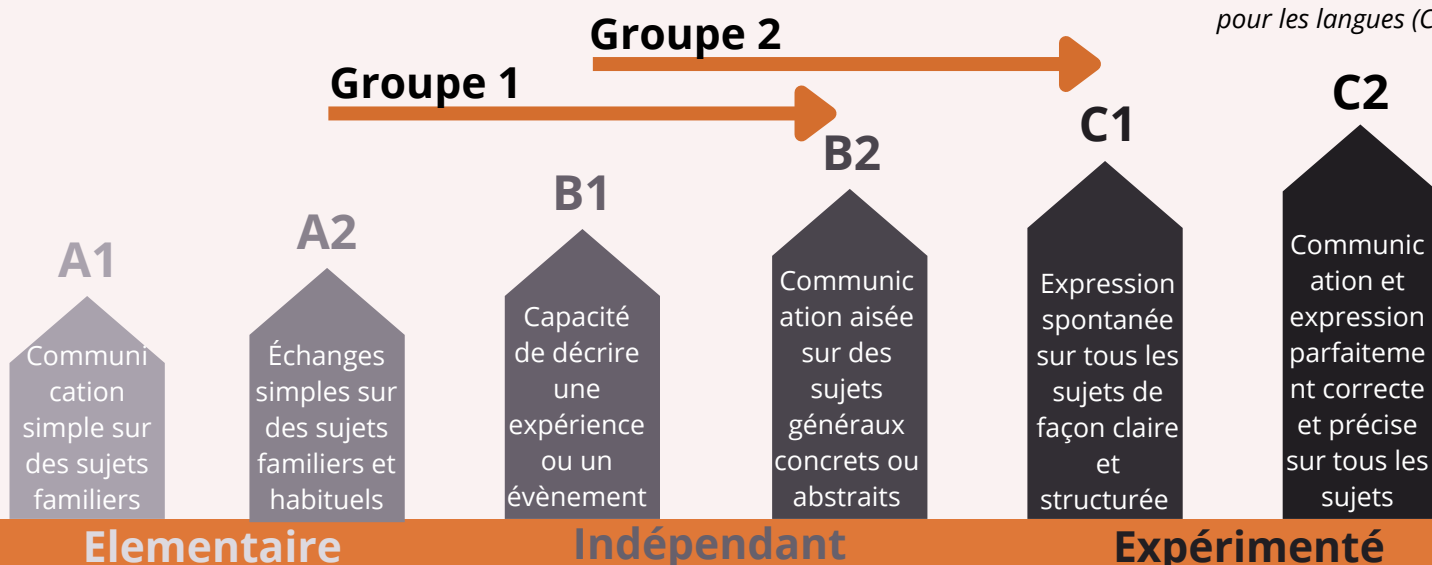 pour les langues (C
Groupe 2
Groupe 1
A1
Communi
cation
simple sur
des sujets
familiers
A2
Échanges
simples sur
des sujets
familiers et
habituels
B1
Capacité
de décrire
une
expérience
ou un
évènement
B2
Communic
ation aisée
sur des
sujets
généraux
concrets ou
abstraits
C1
Expression
spontanée
sur tous les
sujets de
façon claire
et
structurée
C2
Communic
ation et
expression
parfaiteme
nt correcte
et précise
sur tous les
sujets
Elementaire
Indépendant
Expérimenté